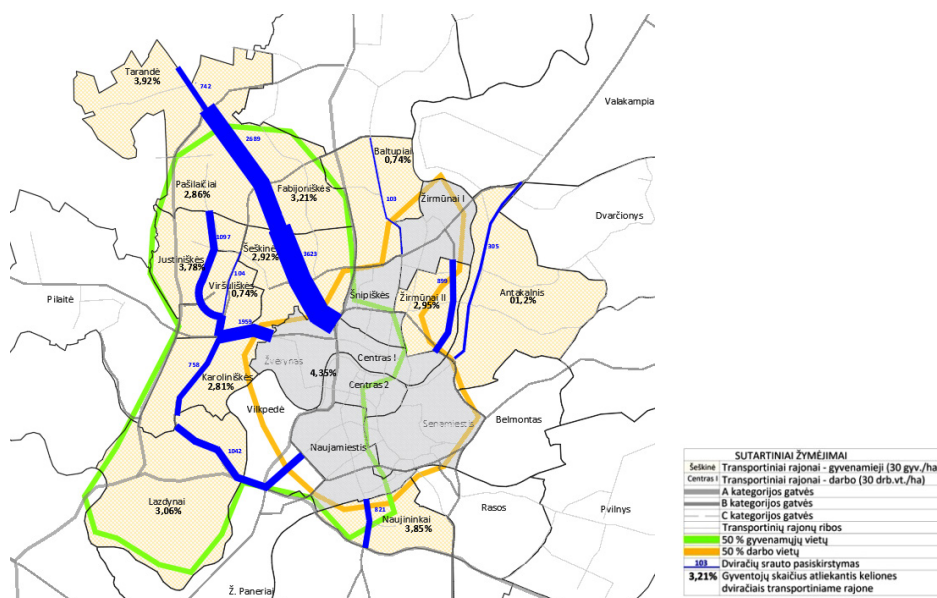 Tarandė
3,92%
742
Valakampia
2689
Baltupiai
0,74%
Pašilaičiai
2,86%
Fabijoniškės
3,21%
103
Žirmūnai I
Dvarčionys
1097
Šeškinė
2,92%
3623
305
Justiniškės
3,78%
104
Viršuliškės
0,74%
899
Antakalnis
01,2%
Pilaitė
Šnipiškės
Žirmūnai II
2,95%
1959
Žvėrynas
4,35%
Centras I
758
Karoliniškės
2,81%
Centras 2
Vilkpedė
Senamiestis
Belmontas
Naujamiestis
1042
Lazdynai
3,06%
821
Naujininkai
3,85%
Rasos
Pvilnys
Ž. Paneriai
SUTARTINIAI ŽYMĖJIMAI
Šeškinė Transportiniai rajonai - gyvenamieji (30 gyv./ha
Centras I Transportiniai rajonai - darbo (30 drb.vt./ha)
A kategorijos gatvės
B kategorijos gatvės
C kategorijos gatvės
Transportinių rajonų ribos
50 % gyvenamųjų vietų
50 % darbo vietų
103 Dviračių srauto pasiskirstymas
3,21% Gyventojų skaičius atliekantis keliones
dviračiais transportiniame rajone